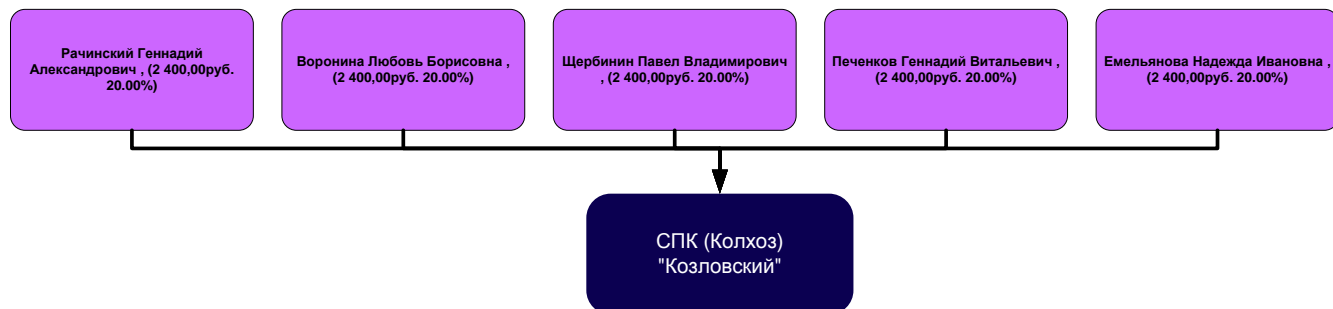 Рачинский Геннадий
Александрович , (2 400,00руб.
20.00%)
Воронина Любовь Борисовна ,
(2 400,00руб. 20.00%)
Щербинин Павел Владимирович
, (2 400,00руб. 20.00%)
Печенков Геннадий Витальевич ,
(2 400,00руб. 20.00%)
Емельянова Надежда Ивановна ,
(2 400,00руб. 20.00%)
СПК (Колхоз)
"Козловский"